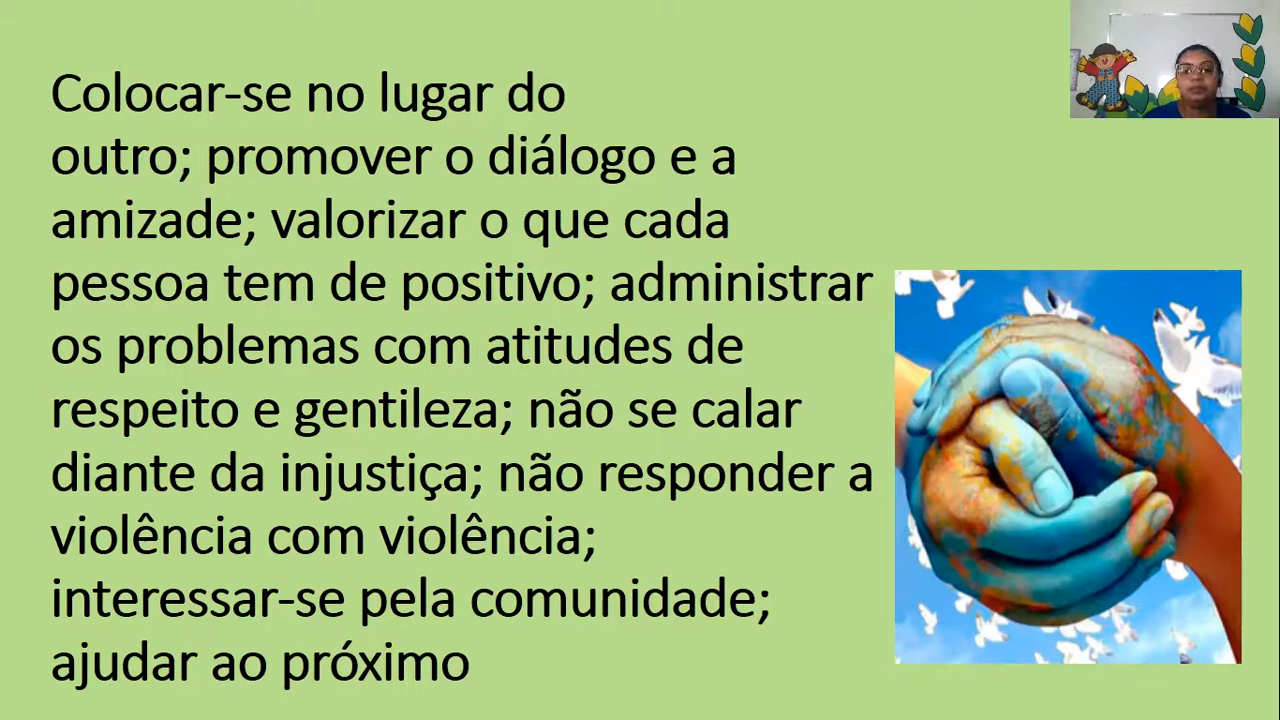 Colocar-se no lugar do
outro; promover o diálogo e a
amizade; valorizar o que cada
pessoa tem de positivo; administrar
os problemas com atitudes de
respeito e gentileza; não se calar
diante da injustiça; não responder a
violência com violência;
interessar-se pela comunidade;
ajudar ao próximo